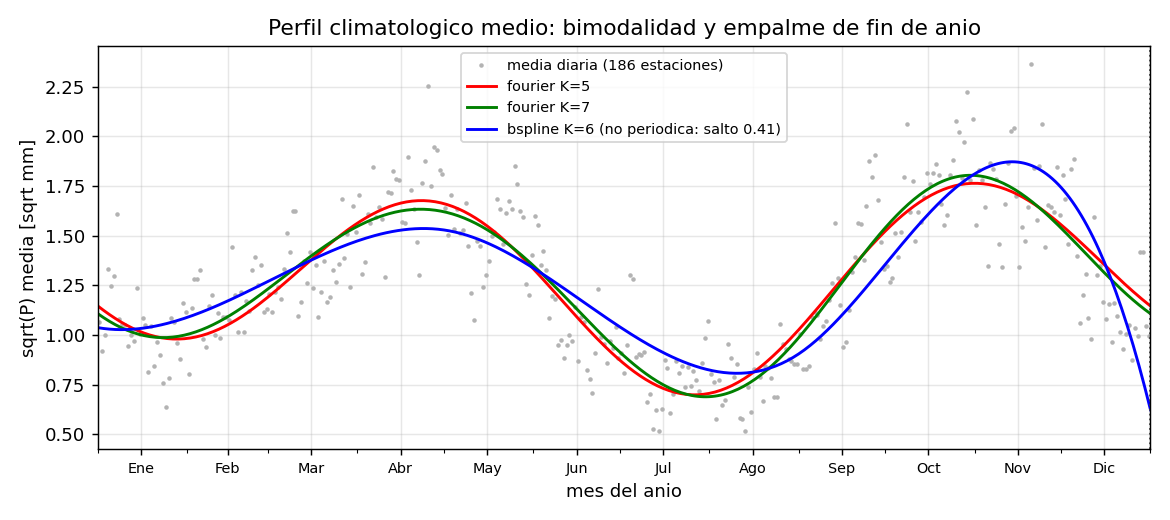 Perfil climatologico medio: bimodalidad y empalme de fin de anio
media diaria (186 estaciones)
fourier K=5
fourier K=7
bspline K=6 (no periodica: salto 0.41)
sqrt(P) media [sqrt mm]
2.25
2.00
1.75
1.50
1.25
1.00
0.75
0.50
Ene Feb Mar Abr May Jun Jul Ago Sep Oct Nov Dic
mes del anio